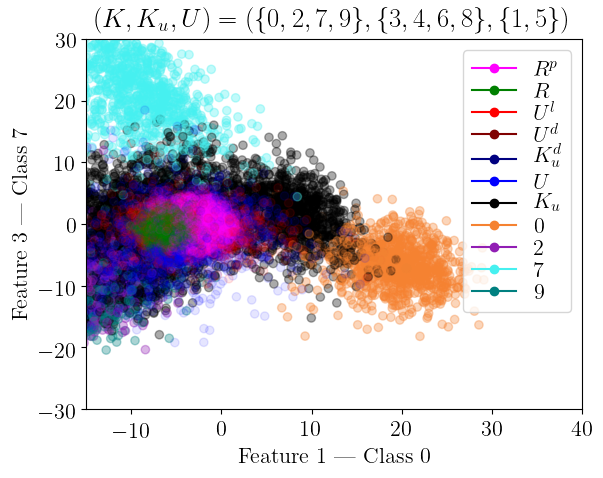 (K, K_u, U) = ({0, 2, 7, 9}, {3, 4, 6, 8}, {1, 5})
30
20
10
0
−10
−20
−30
Feature 3 — Class 7
−10
0
10
20
30
40
Feature 1 — Class 0
R^p
R
U^l
U^d
K_u^d
U
K_u
0
2
7
9